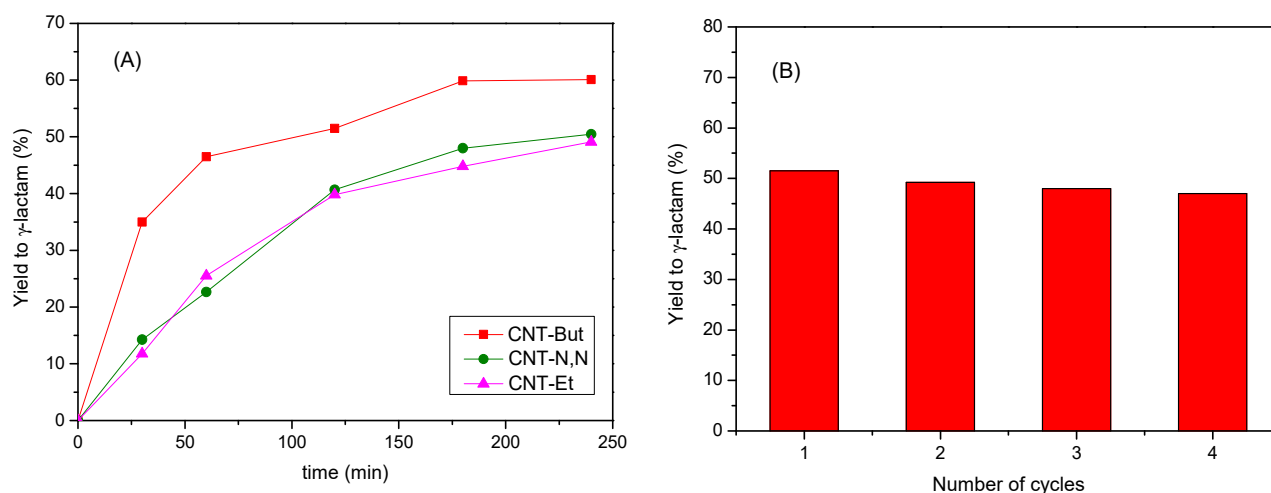 (A)
Yield to γ-lactam (%)
70
60
50
40
30
20
10
0
0 50 100 150 200 250
time (min)
CNT-But
CNT-N,N
CNT-Et
(B)
Yield to γ-lactam (%)
80
70
60
50
40
30
20
10
0
1 2 3 4
Number of cycles